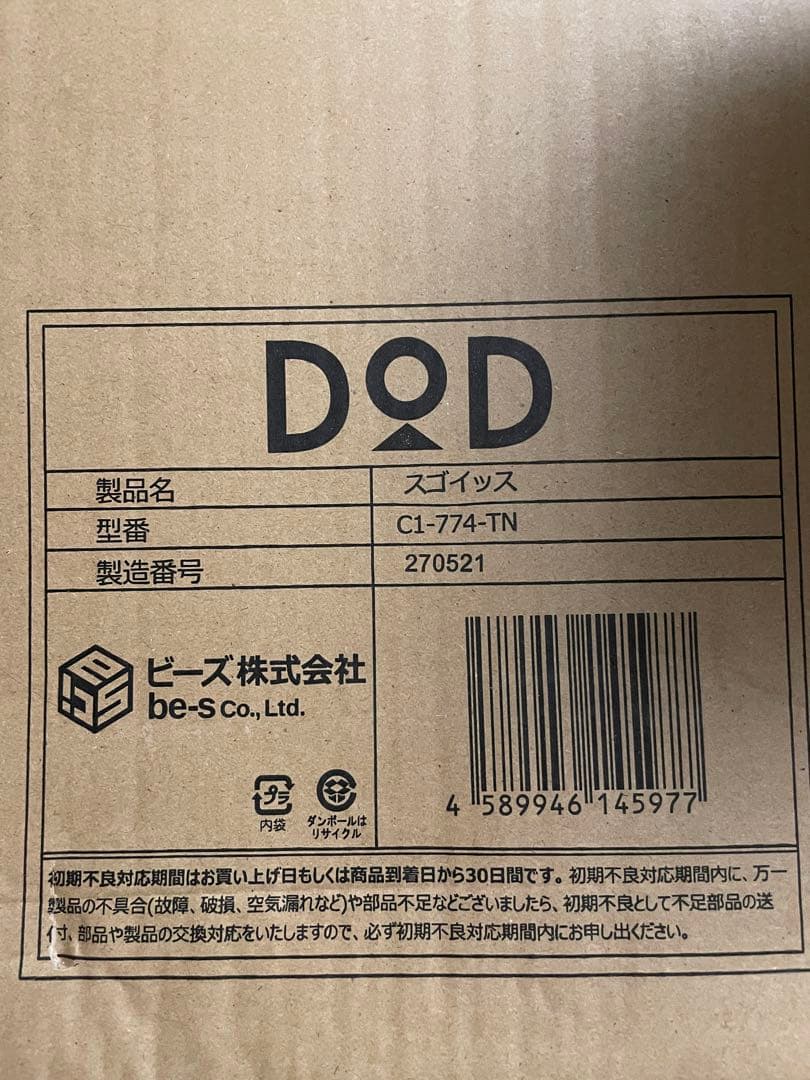 DOD
製品名 スゴイッス
型番 C1-774-TN
製造番号 270521
ビーズ株式会社
be-s Co., Ltd.
プラ
内袋
ダンボールは
リサイクル
4 589946 145977
初期不良対応期間はお買い上げ日もしくは商品到着日から30日間です。初期不良対応期間内に、万一
製品の不具合(故障、破損、空気漏れなど)や部品不足などございましたら、初期不良として不足部品の送
付、部品や製品の交換対応をいたしますので、必ず初期不良対応期間内にお申し出ください。